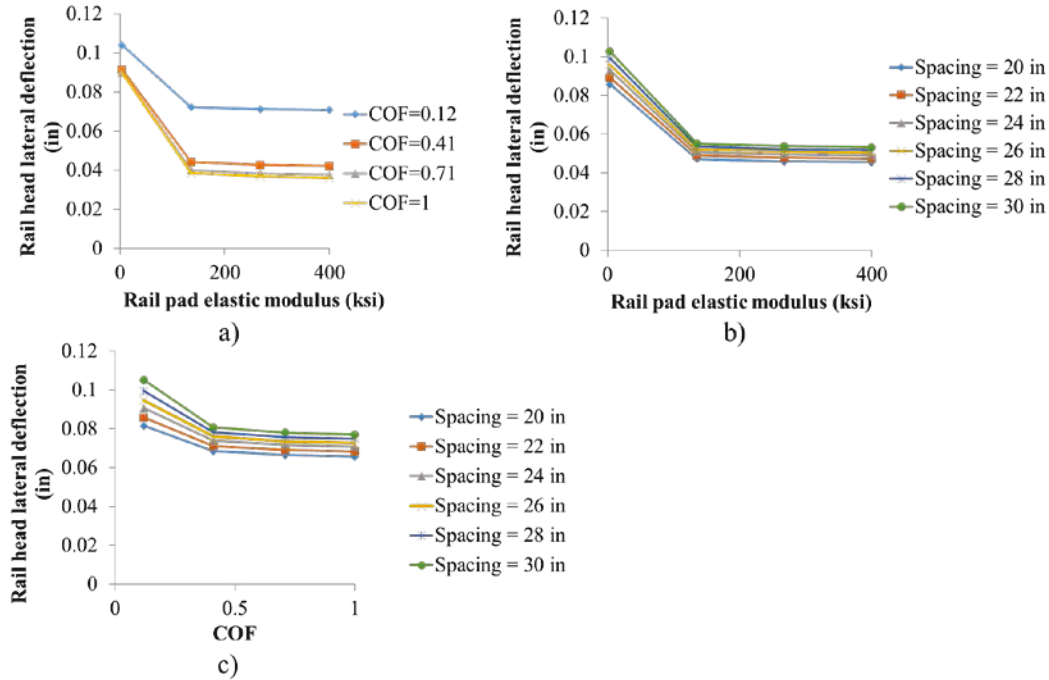 0.12
0.1
0.08
0.06
0.04
0.02
0
Rail head lateral deflection
(in)
0
200
400
Rail pad elastic modulus (ksi)
COF=0.12
COF=0.41
COF=0.71
COF=1
a)
0.12
0.1
0.08
0.06
0.04
0.02
0
Rail head lateral deflection
(in)
0
200
400
Rail pad elastic modulus (ksi)
Spacing = 20 in
Spacing = 22 in
Spacing = 24 in
Spacing = 26 in
Spacing = 28 in
Spacing = 30 in
b)
0.12
0.1
0.08
0.06
0.04
0.02
0
Rail head lateral deflection
(in)
0
0.5
1
COF
Spacing = 20 in
Spacing = 22 in
Spacing = 24 in
Spacing = 26 in
Spacing = 28 in
Spacing = 30 in
c)